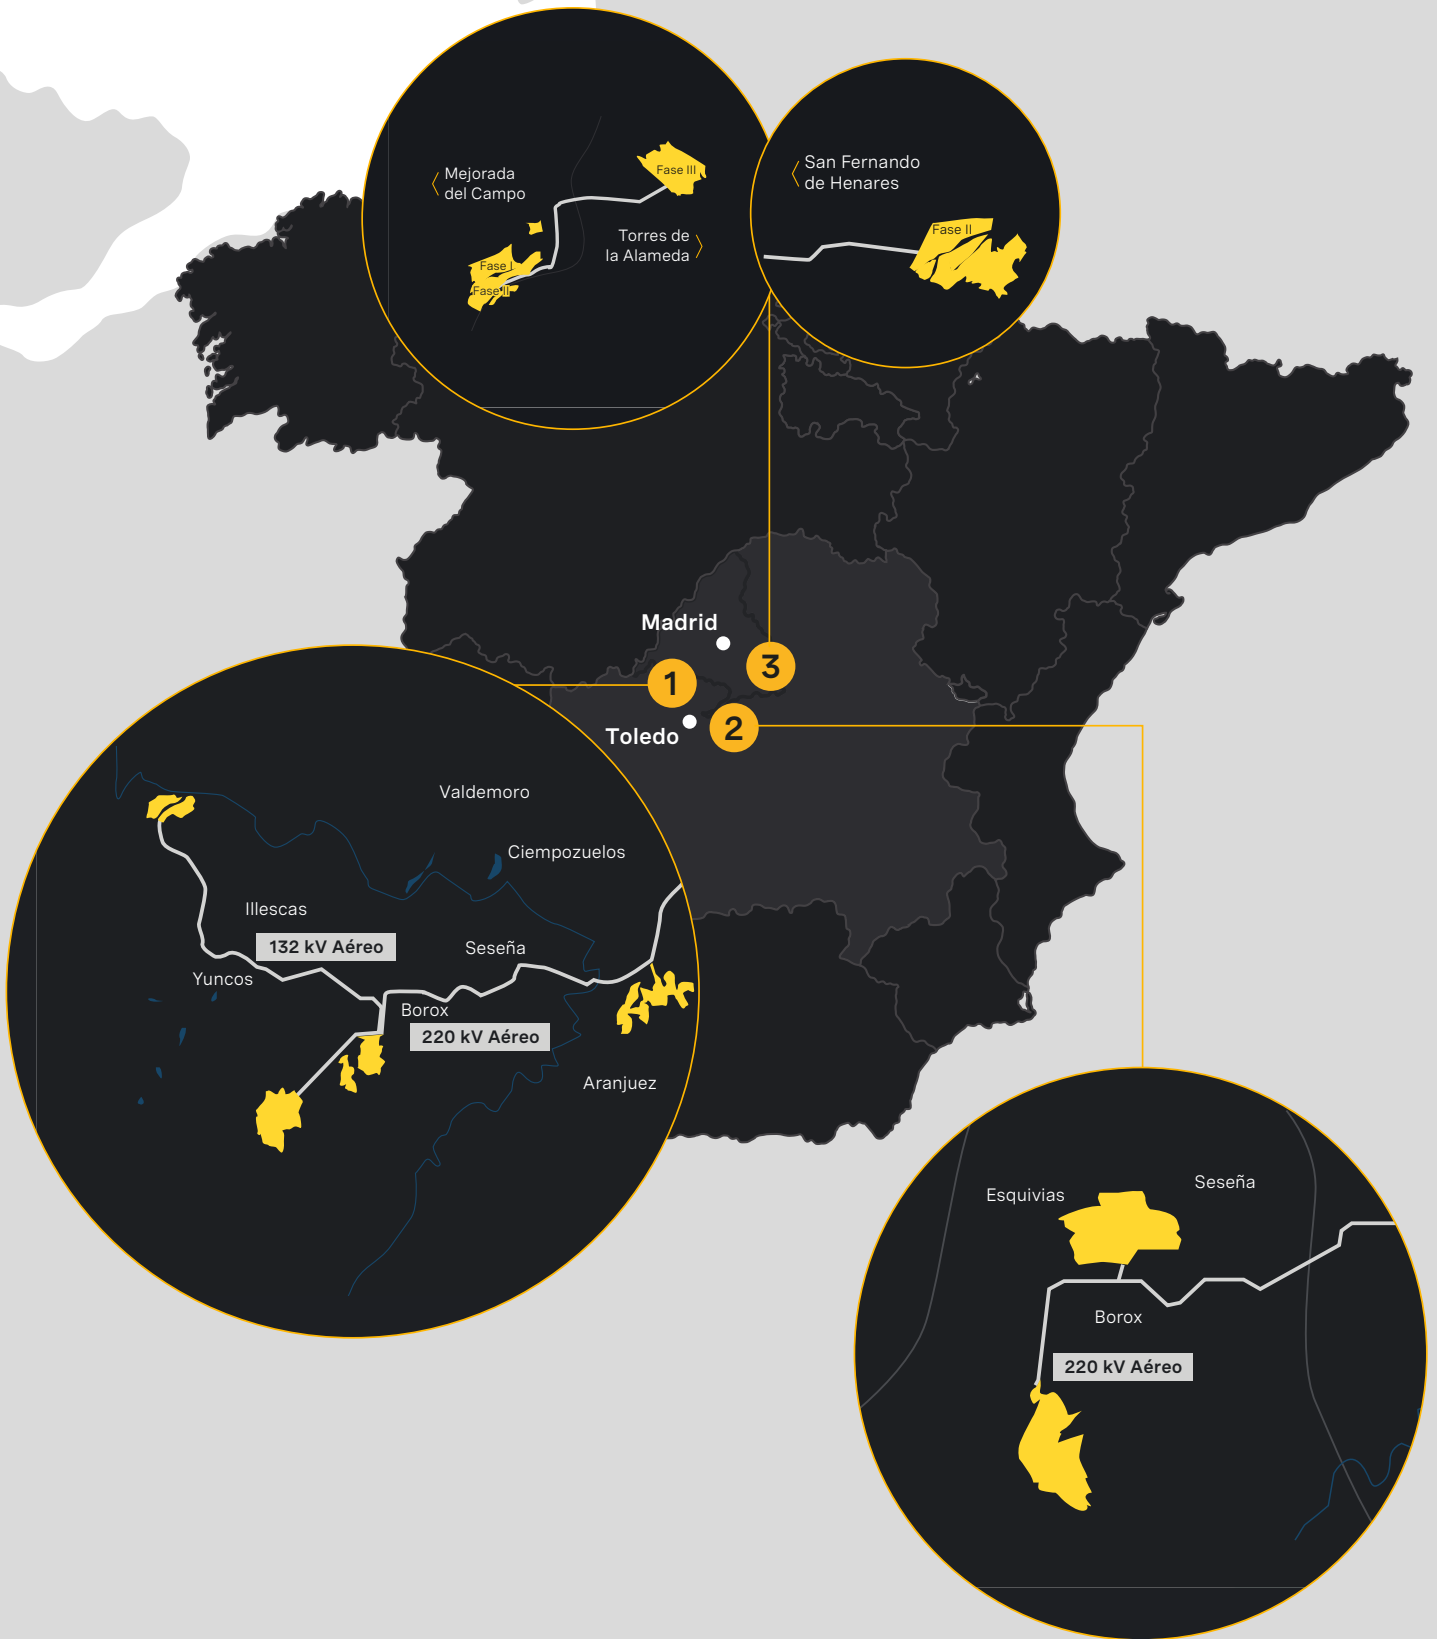 Mejorada
del Campo
Fase III
Torres de
la Alameda
Fase I
Fase II
San Fernando
de Henares
Fase II
Madrid
3
1
Toledo
2
Valdemoro
Ciempozuelos
Illescas
132 kV Aéreo
Seseña
Yuncos
Borox
220 kV Aéreo
Aranjuez
Esquivias
Seseña
Borox
220 kV Aéreo